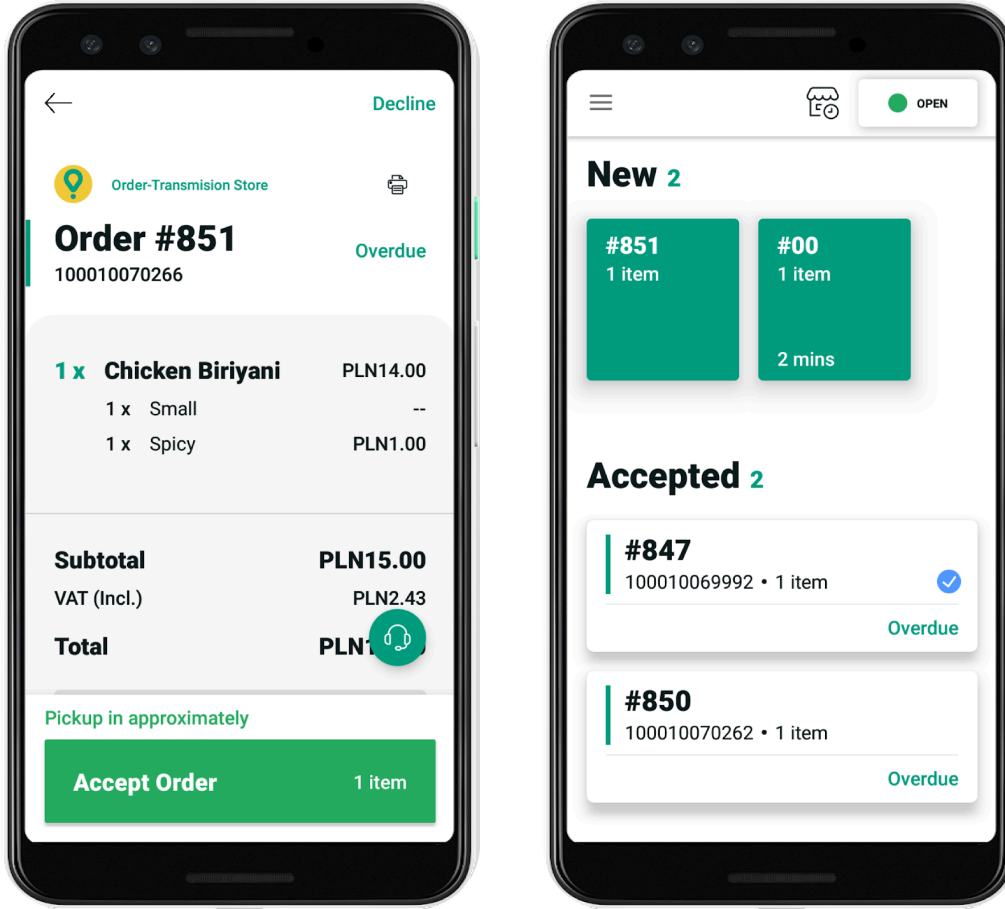 Decline
Order-Transmision Store
Order #851
Overdue
100010070266
1 x Chicken Biriyani PLN14.00
1 x Small --
1 x Spicy PLN1.00
Subtotal PLN15.00
VAT (Incl.) PLN2.43
Total
Pickup in approximately
Accept Order 1 item
OPEN
New 2
#851
1 item
#00
1 item
2 mins
Accepted 2
#847
100010069992 • 1 item
Overdue
#850
100010070262 • 1 item
Overdue